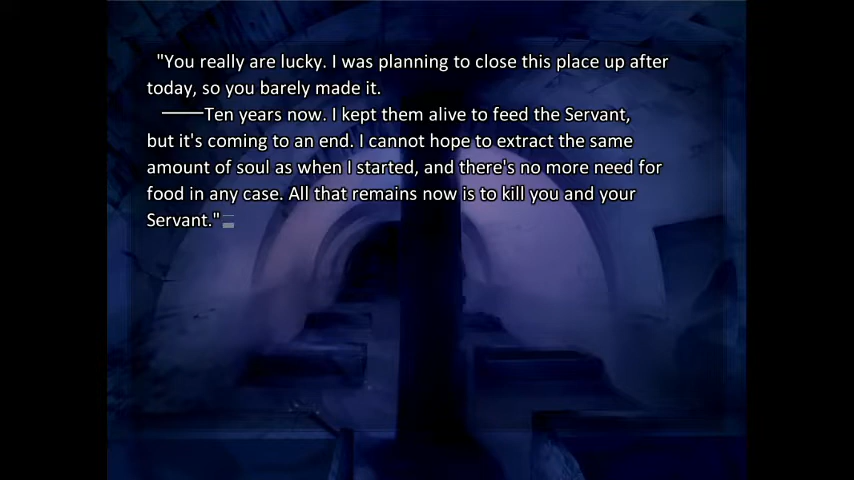 "You really are lucky. I was planning to close this place up after
today, so you barely made it.
———Ten years now. I kept them alive to feed the Servant,
but it's coming to an end. I cannot hope to extract the same
amount of soul as when I started, and there's no more need for
food in any case. All that remains now is to kill you and your
Servant."